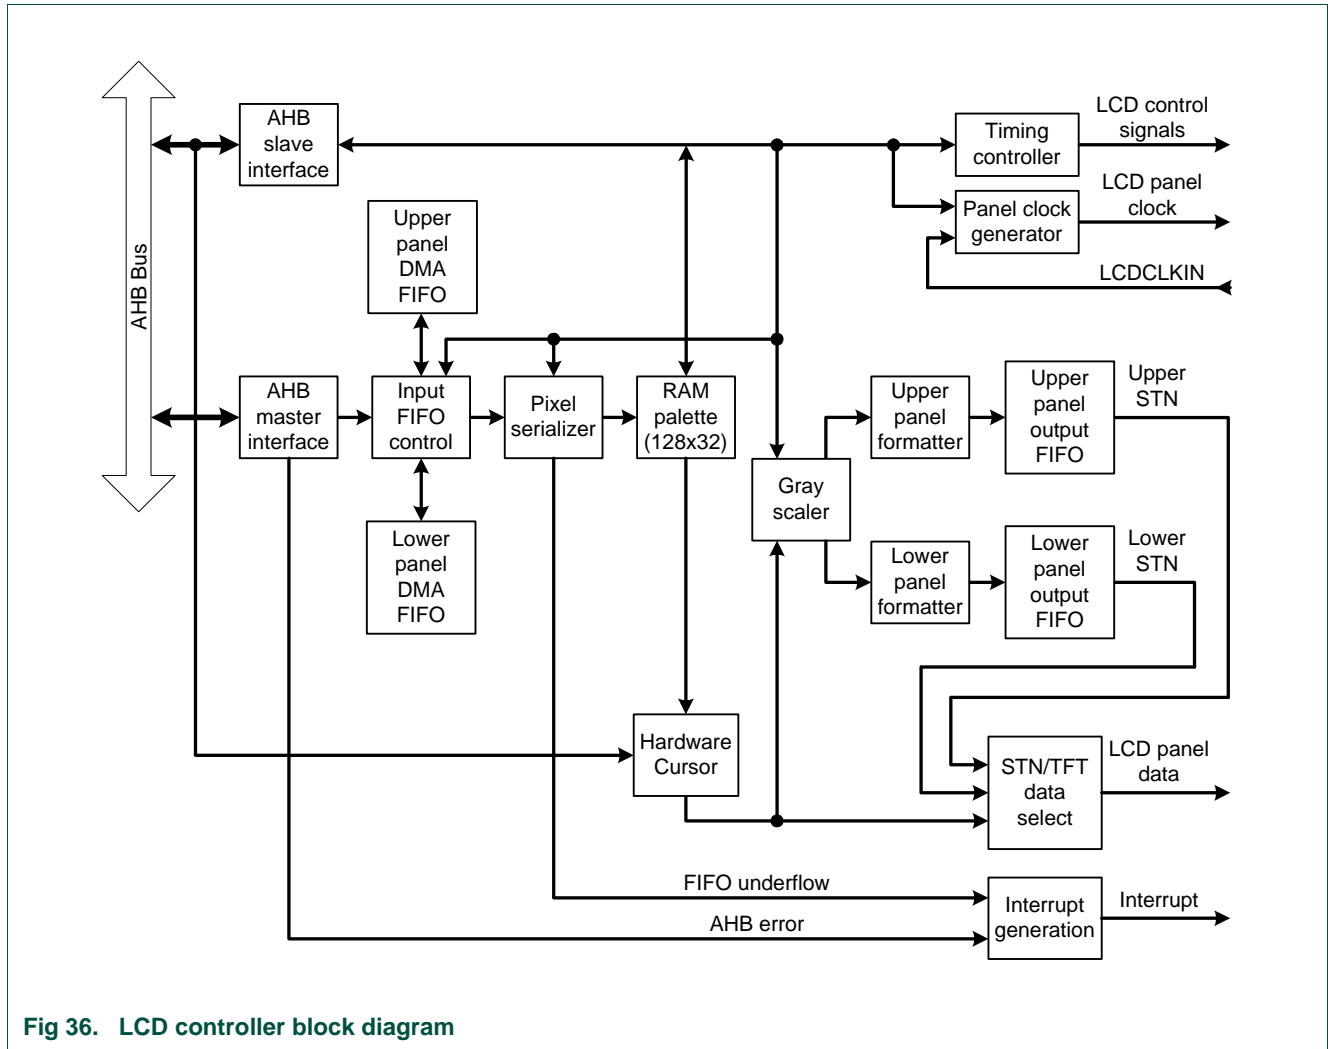 AHB
slave
interface
Timing
controller
LCD control
signals
Panel clock
generator
LCD panel
clock
LCDCLKIN
AHB Bus
Upper
panel
DMA
FIFO
AHB
master
interface
Input
FIFO
control
Pixel
serializer
RAM
palette
(128x32)
Upper
panel
formatter
Upper
panel
output
FIFO
Upper
STN
Gray
scaler
Lower
panel
DMA
FIFO
Lower
panel
formatter
Lower
panel
output
FIFO
Lower
STN
Hardware
Cursor
STN/TFT
data
select
LCD panel
data
FIFO underflow
AHB error
Interrupt
generation
Interrupt
Fig 36. LCD controller block diagram